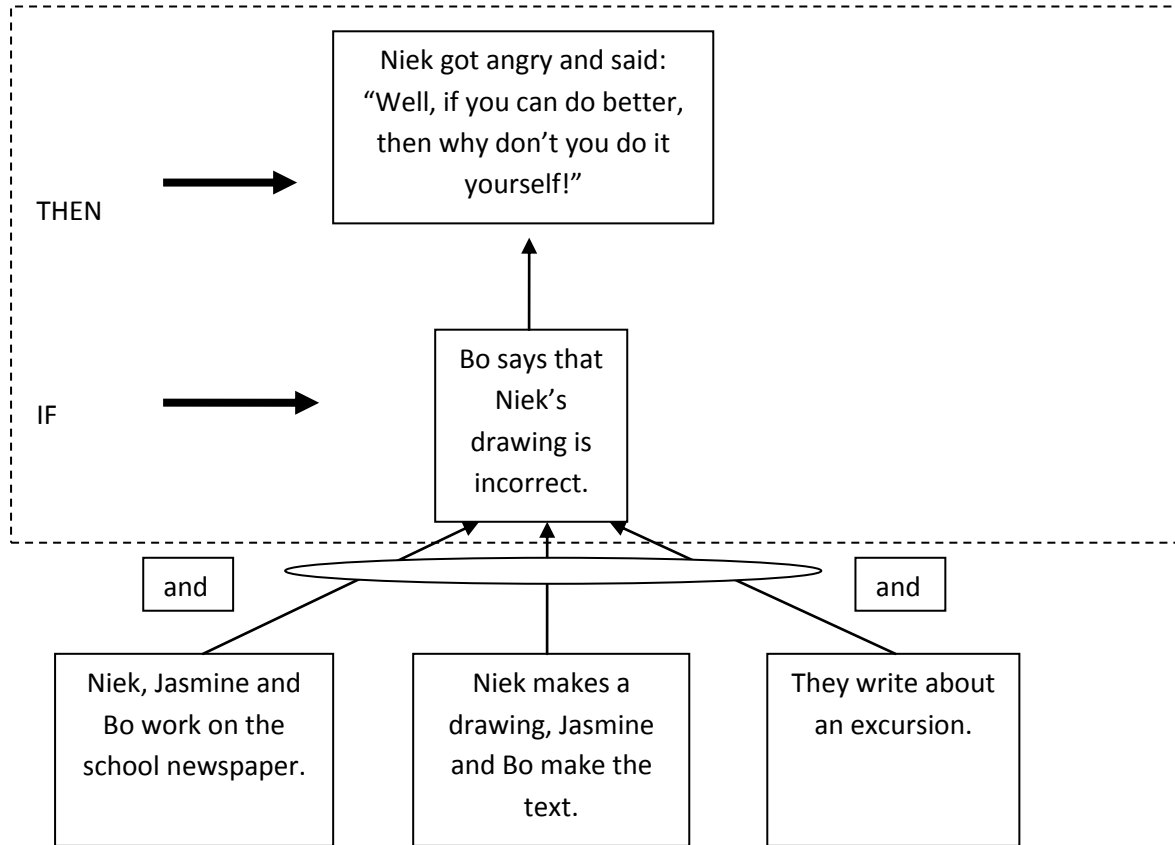 Niek got angry and said:
“Well, if you can do better,
then why don’t you do it
yourself!”
THEN
Bo says that
Niek’s
drawing is
incorrect.
IF
and
and
Niek, Jasmine and
Bo work on the
school newspaper.
Niek makes a
drawing, Jasmine
and Bo make the
text.
They write about
an excursion.